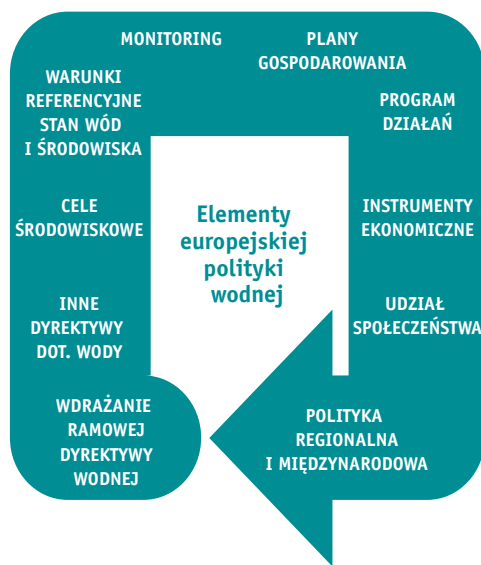 MONITORING
PLANY
GOSPODAROWANIA
WARUNKI
REFERENCYJNE
STAN WÓD
I ŚRODOWISKA
PROGRAM
DZIAŁAŃ
CELE
ŚRODOWISKOWE
Elementy
europejskiej
polityki
wodnej
INSTRUMENTY
EKONOMICZNE
INNE
DYREKTYWY
DOT. WODY
UDZIAŁ
SPOŁECZEŃSTWA
WDRAŻANIE
RAMOWEJ
DYREKTYWY
WODNEJ
POLITYKA
REGIONALNA
I MIĘDZYNARODOWA